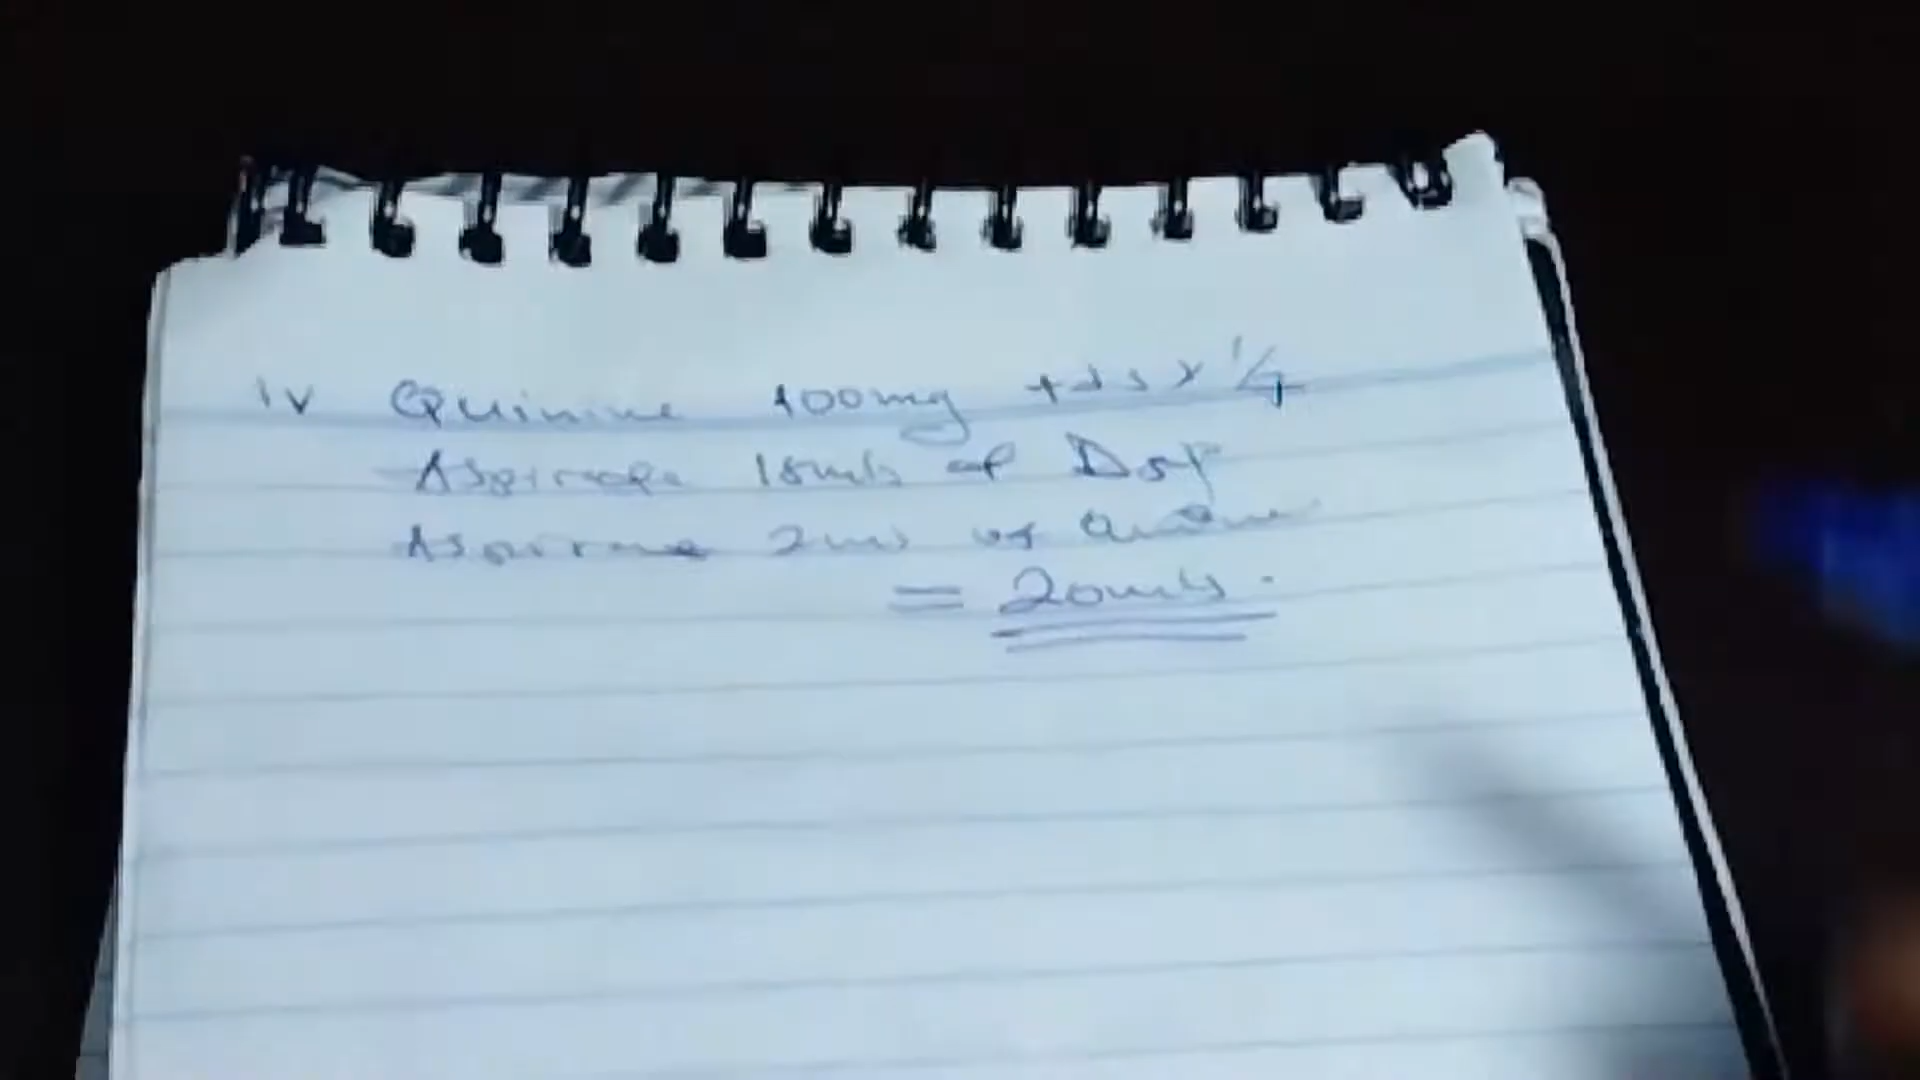 iv Quinine 100mg tds x 1/4
Aspirate 18mls of D5%
Aspirate 2mls of Quinine
= 20mls.